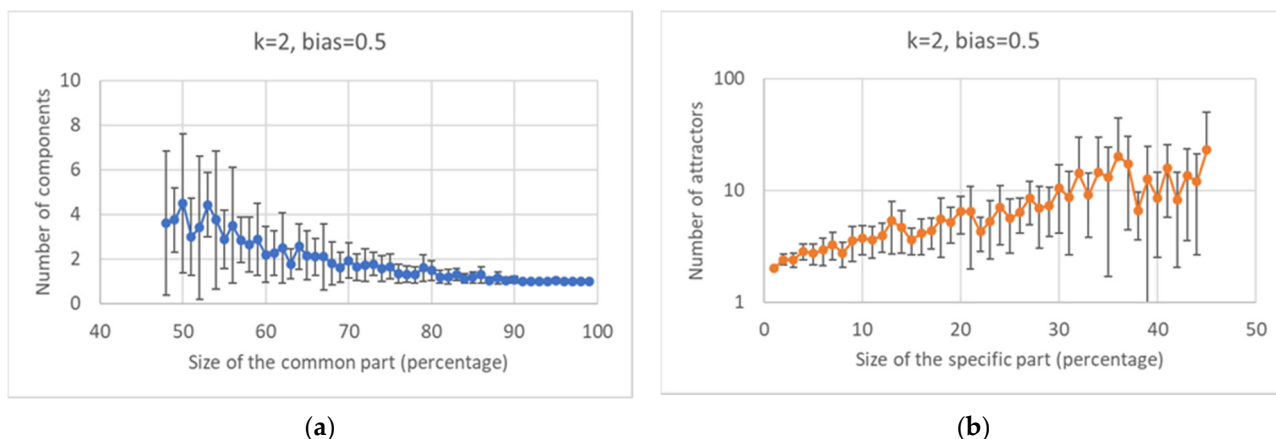 k=2, bias=0.5
Number of components
10
8
6
4
2
0
40 50 60 70 80 90 100
Size of the common part (percentage)
(a)
k=2, bias=0.5
Number of attractors
100
10
1
0 10 20 30 40 50
Size of the specific part (percentage)
(b)